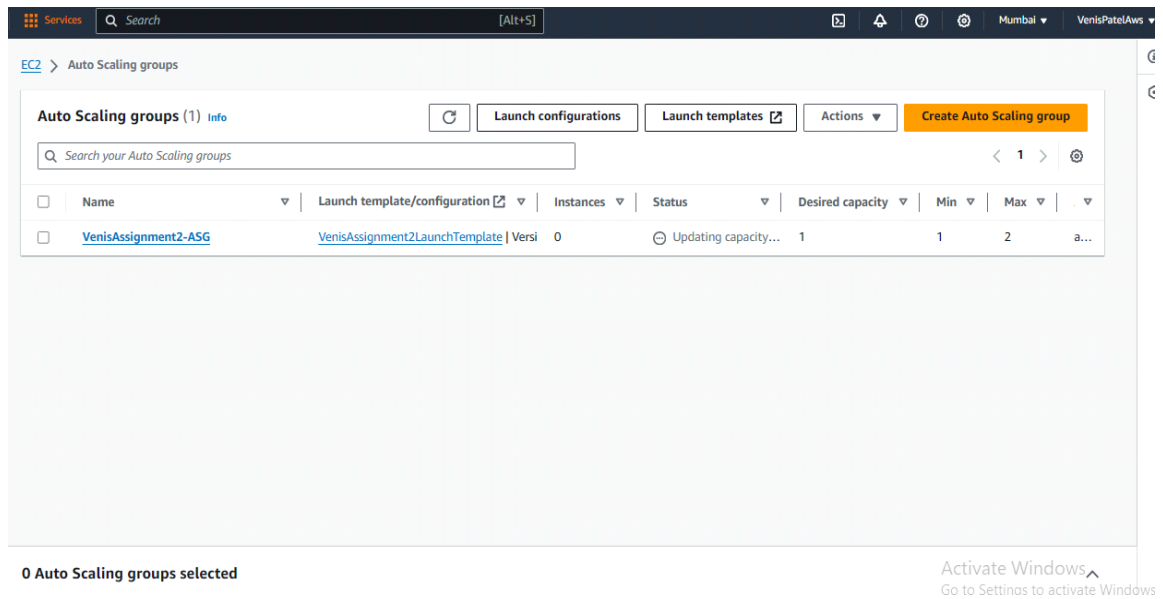 Services Search [Alt+S] Mumbai VenisPatelAws
EC2 Auto Scaling groups
Auto Scaling groups (1) Info Launch configurations Launch templates Actions Create Auto Scaling group
Search your Auto Scaling groups 1
Name Launch template/configuration Instances Status Desired capacity Min Max
VenisAssignment2-ASG VenisAssignment2LaunchTemplate | Versi 0 Updating capacity... 1 1 2 a...
0 Auto Scaling groups selected
Activate Windows
Go to Settings to activate Windows